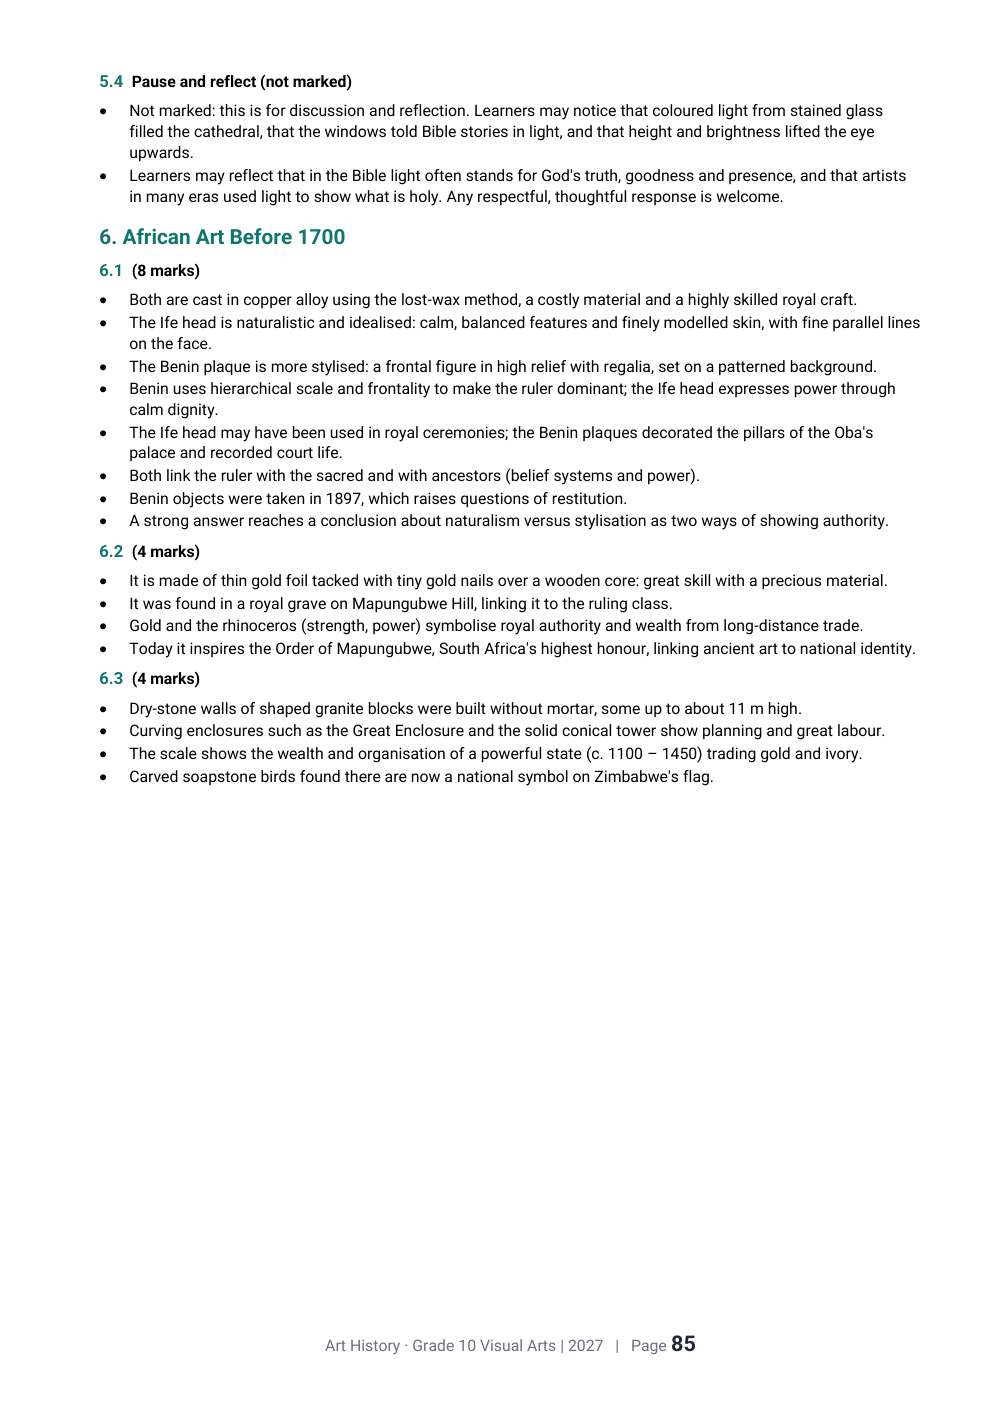 5.4 Pause and reflect (not marked)
• Not marked: this is for discussion and reflection. Learners may notice that coloured light from stained glass
filled the cathedral, that the windows told Bible stories in light, and that height and brightness lifted the eye
upwards.
• Learners may reflect that in the Bible light often stands for God's truth, goodness and presence, and that artists
in many eras used light to show what is holy. Any respectful, thoughtful response is welcome.
6. African Art Before 1700
6.1 (8 marks)
• Both are cast in copper alloy using the lost-wax method, a costly material and a highly skilled royal craft.
• The Ife head is naturalistic and idealised: calm, balanced features and finely modelled skin, with fine parallel lines
on the face.
• The Benin plaque is more stylised: a frontal figure in high relief with regalia, set on a patterned background.
• Benin uses hierarchical scale and frontality to make the ruler dominant; the Ife head expresses power through
calm dignity.
• The Ife head may have been used in royal ceremonies; the Benin plaques decorated the pillars of the Oba's
palace and recorded court life.
• Both link the ruler with the sacred and with ancestors (belief systems and power).
• Benin objects were taken in 1897, which raises questions of restitution.
• A strong answer reaches a conclusion about naturalism versus stylisation as two ways of showing authority.
6.2 (4 marks)
• It is made of thin gold foil tacked with tiny gold nails over a wooden core: great skill with a precious material.
• It was found in a royal grave on Mapungubwe Hill, linking it to the ruling class.
• Gold and the rhinoceros (strength, power) symbolise royal authority and wealth from long-distance trade.
• Today it inspires the Order of Mapungubwe, South Africa's highest honour, linking ancient art to national identity.
6.3 (4 marks)
• Dry-stone walls of shaped granite blocks were built without mortar, some up to about 11 m high.
• Curving enclosures such as the Great Enclosure and the solid conical tower show planning and great labour.
• The scale shows the wealth and organisation of a powerful state (c. 1100 – 1450) trading gold and ivory.
• Carved soapstone birds found there are now a national symbol on Zimbabwe's flag.
Art History · Grade 10 Visual Arts | 2027 | Page 85